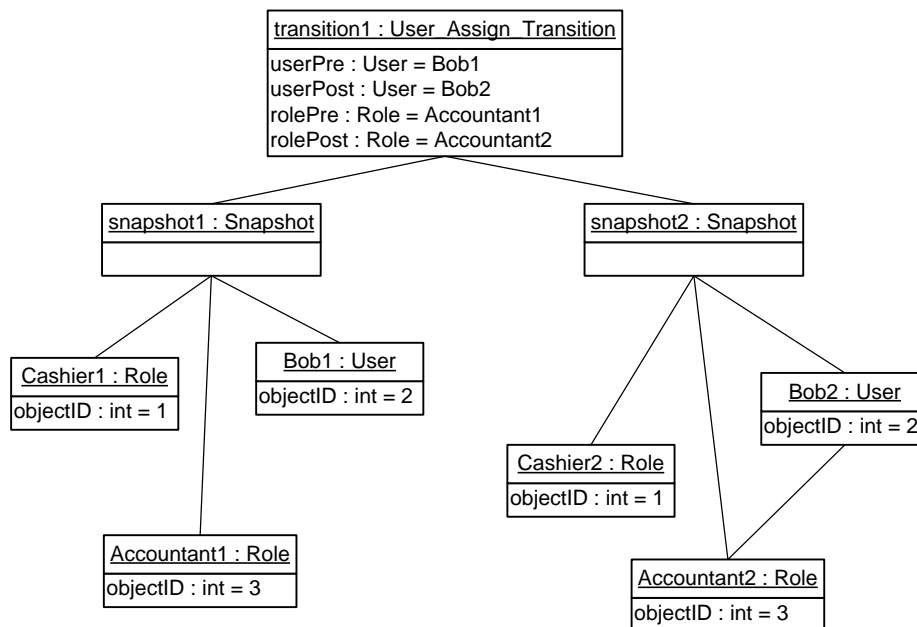 transition1 : User_Assign_Transition
userPre : User = Bob1
userPost : User = Bob2
rolePre : Role = Accountant1
rolePost : Role = Accountant2
snapshot1 : Snapshot
snapshot2 : Snapshot
Cashier1 : Role
objectID : int = 1
Bob1 : User
objectID : int = 2
Bob2 : User
objectID : int = 2
Cashier2 : Role
objectID : int = 1
Accountant1 : Role
objectID : int = 3
Accountant2 : Role
objectID : int = 3